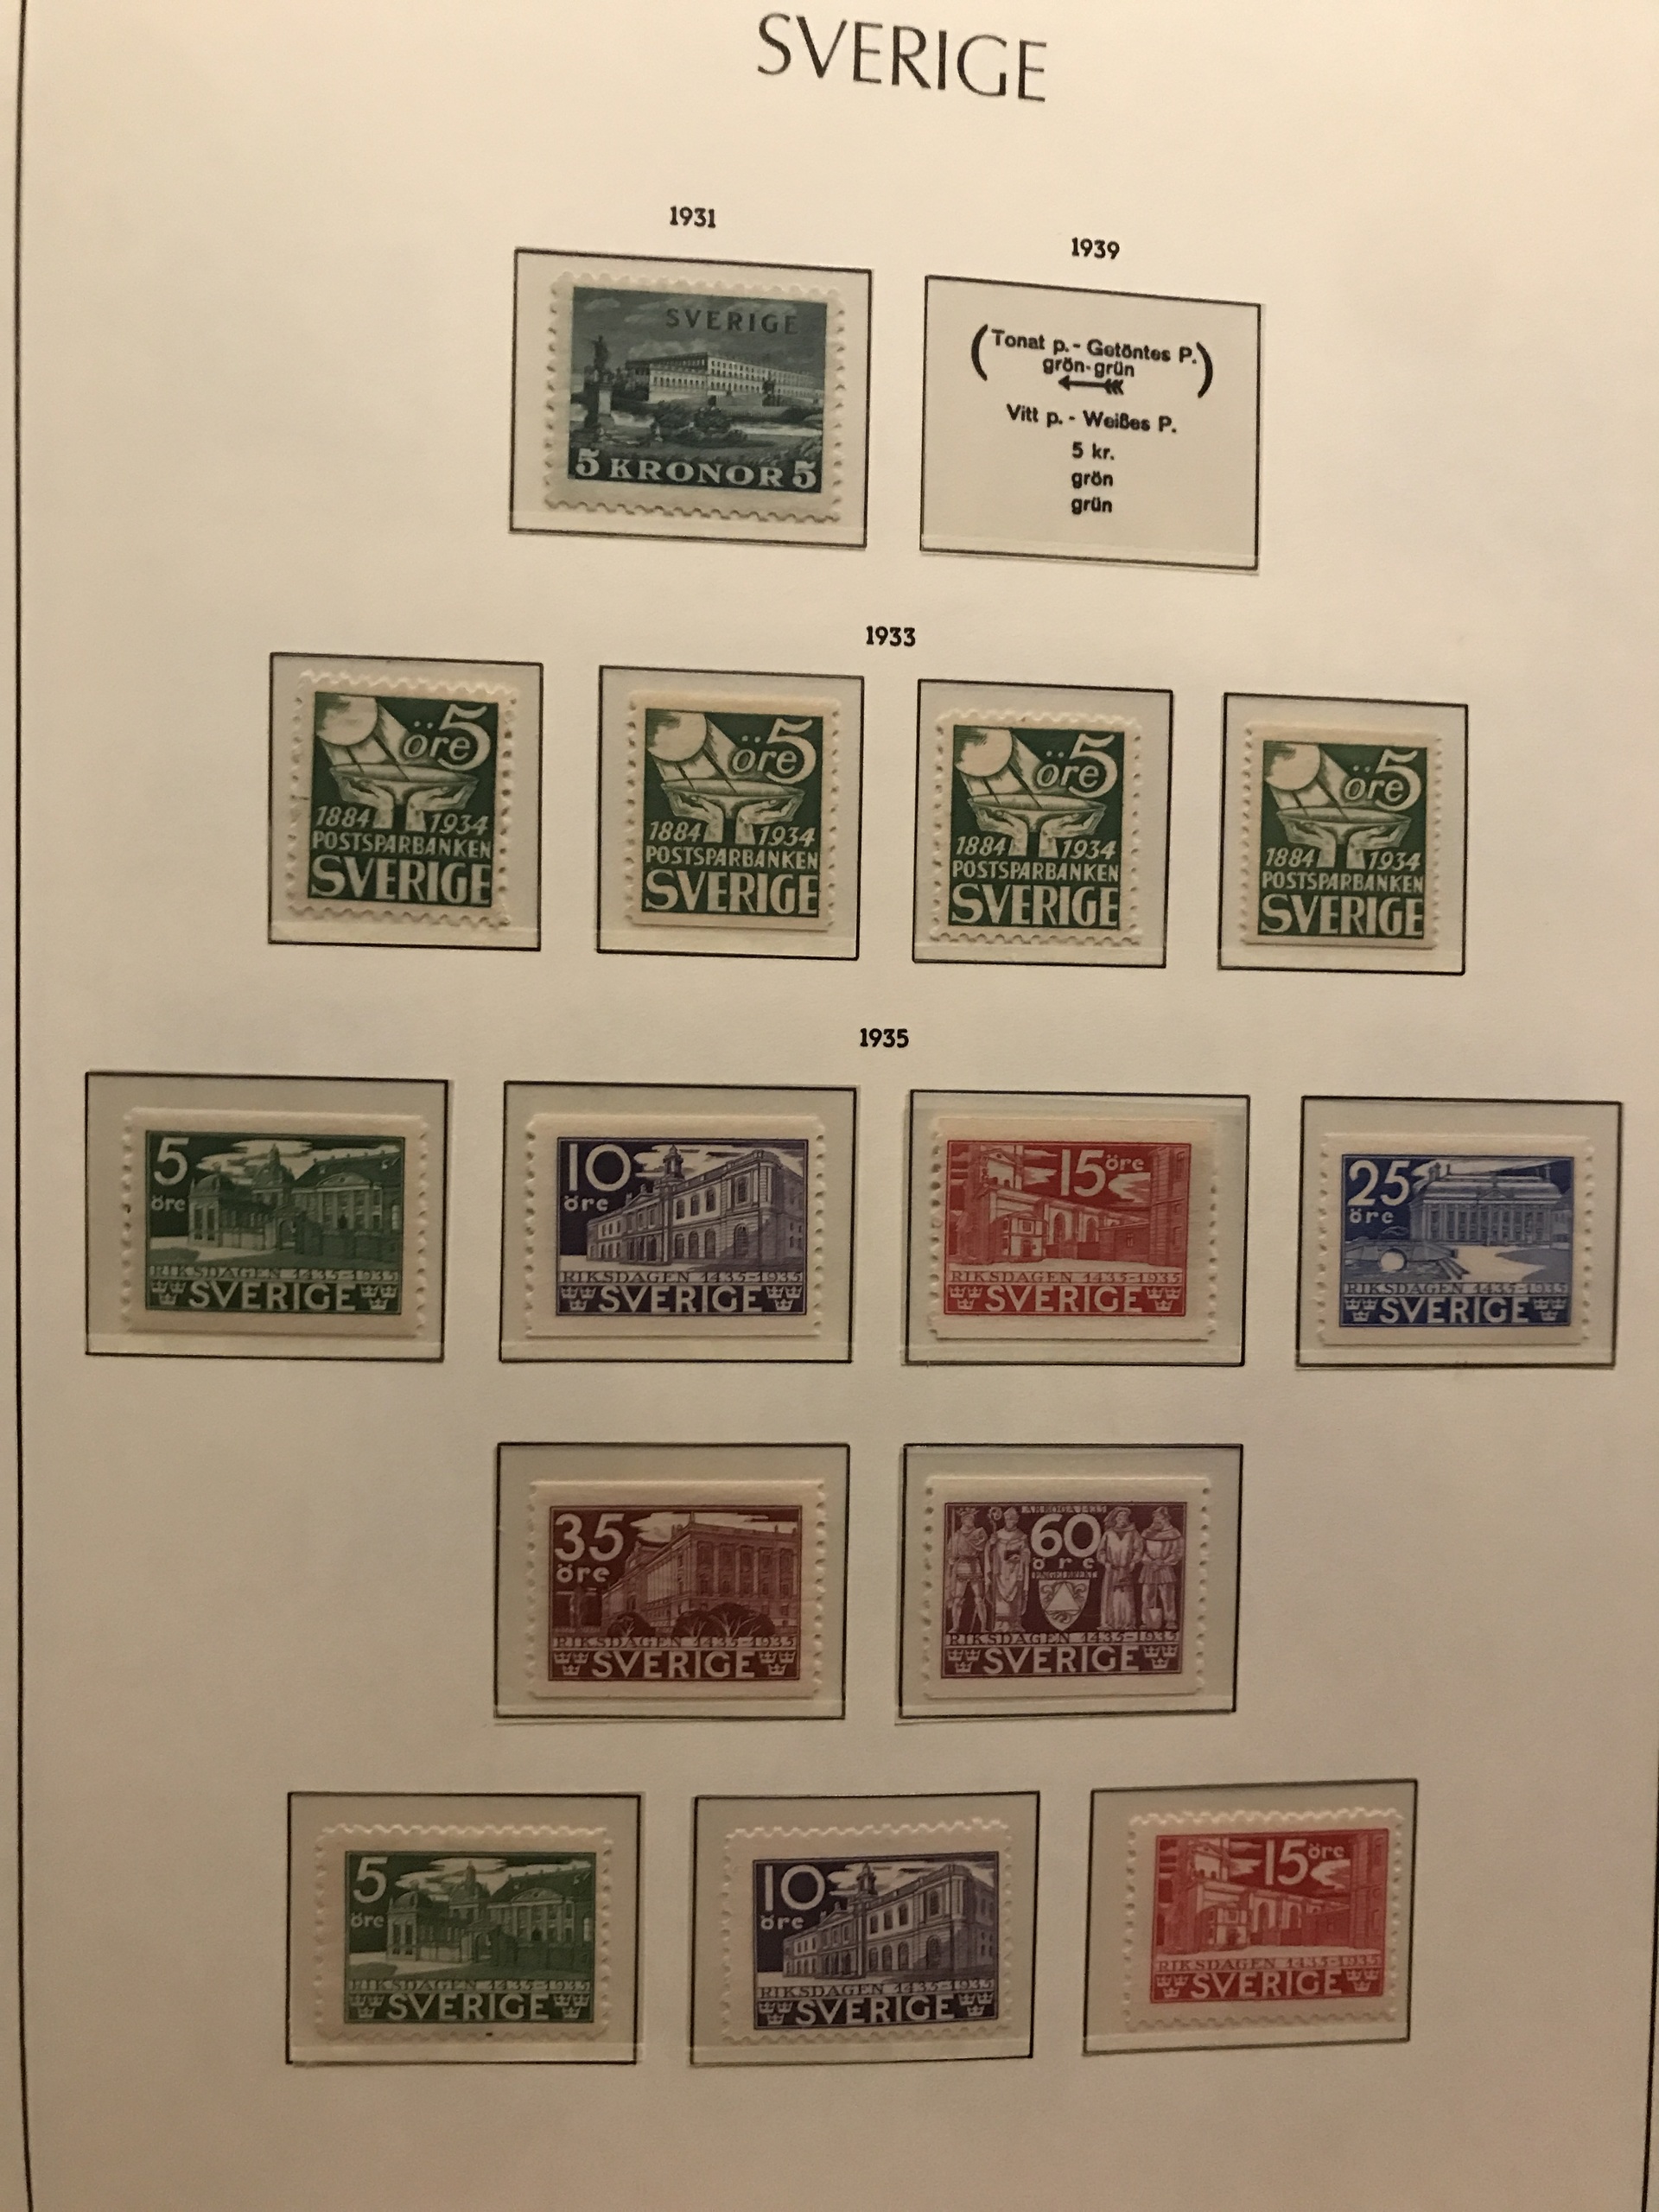 SVERIGE
1931
1939
SVERIGE
5 KRONOR 5
(Tonat p. - Getöntes P.)
grön-grün
Vitt p. - Weißes P.
5 kr.
grön
grün
1933
öre 5
1884 1934
POSTSPARBANKEN
SVERIGE
öre 5
1884 1934
POSTSPARBANKEN
SVERIGE
öre 5
1884 1934
POSTSPARBANKEN
SVERIGE
öre 5
1884 1934
POSTSPARBANKEN
SVERIGE
1935
5
öre
RIKSDAGEN 1435-1935
SVERIGE
10
öre
RIKSDAGEN 1435-1935
SVERIGE
15 öre
RIKSDAGEN 1435-1935
SVERIGE
25
öre
RIKSDAGEN 1435-1935
SVERIGE
35
öre
RIKSDAGEN 1435-1935
SVERIGE
ARBOGA 1435
60
öre
ENGELBREKT
RIKSDAGEN 1435-1935
SVERIGE
5
öre
RIKSDAGEN 1435-1935
SVERIGE
10
öre
RIKSDAGEN 1435-1935
SVERIGE
15 öre
RIKSDAGEN 1435-1935
SVERIGE